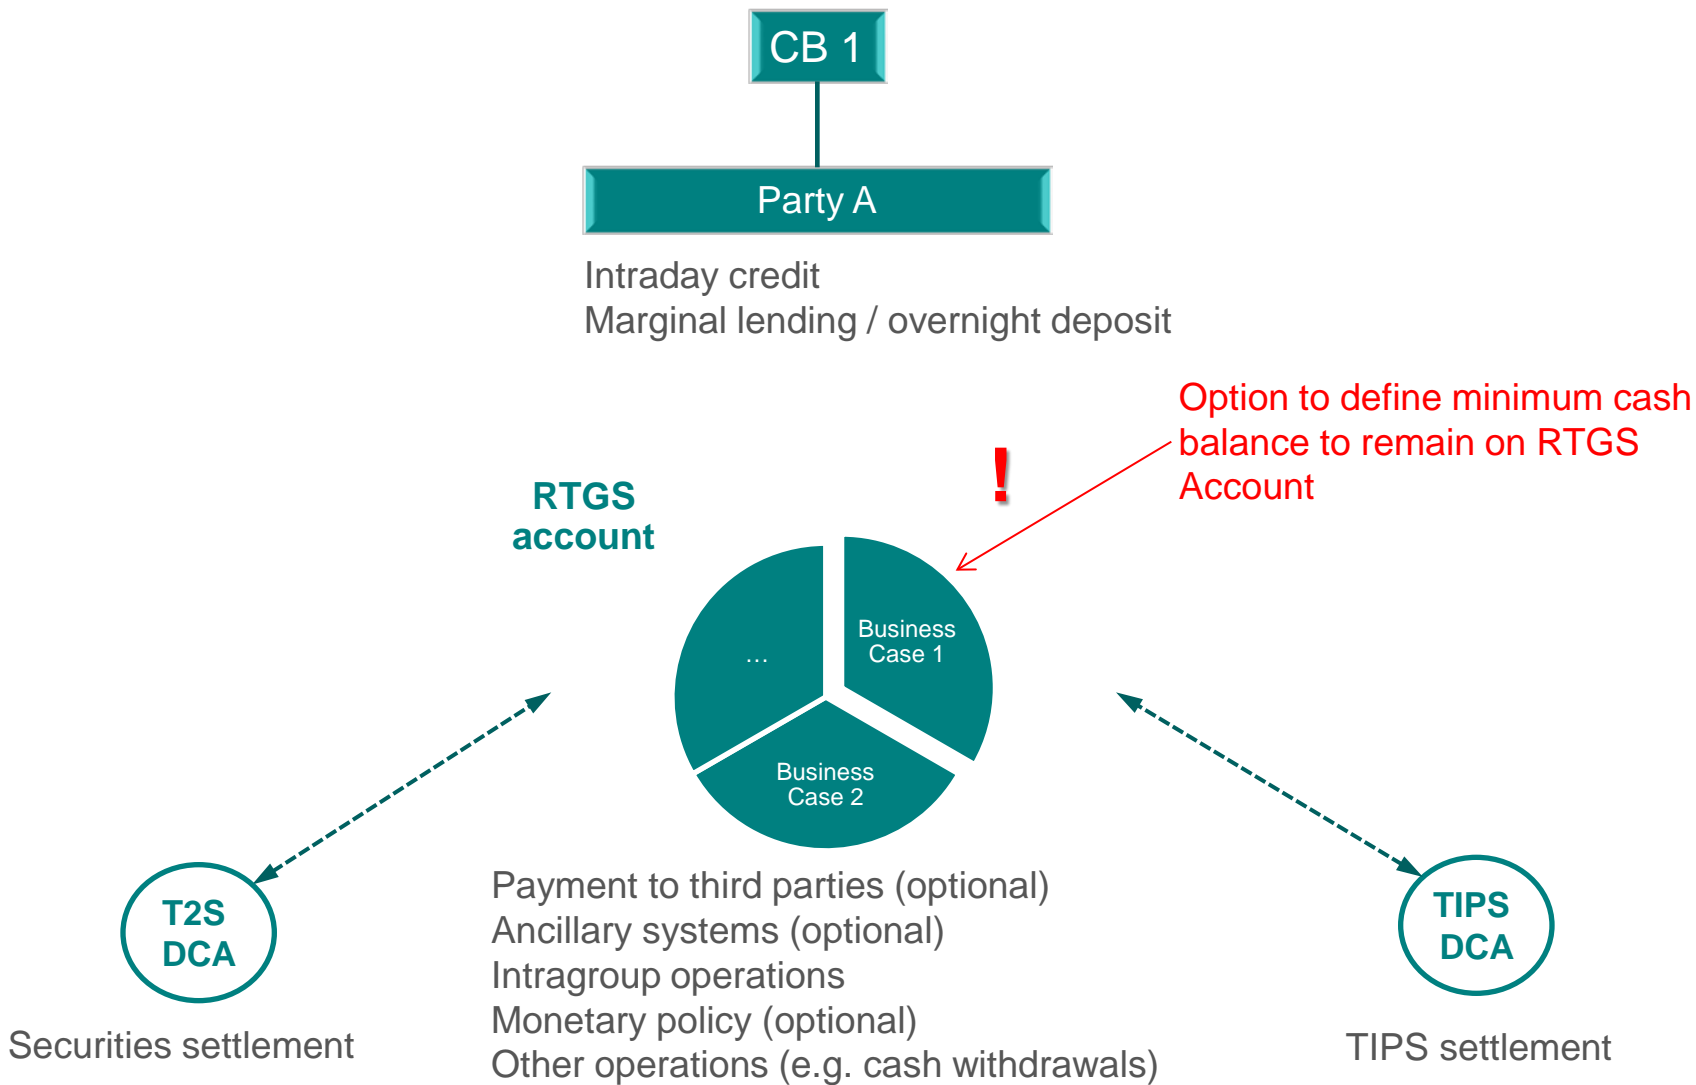 CB 1
Party A
Intraday credit
Marginal lending / overnight deposit
Option to define minimum cash
balance to remain on RTGS
Account
!
RTGS
account
Business
Case 1
…
Business
Case 2
T2S
DCA
Securities settlement
Payment to third parties (optional)
Ancillary systems (optional)
Intragroup operations
Monetary policy (optional)
Other operations (e.g. cash withdrawals)
TIPS
DCA
TIPS settlement